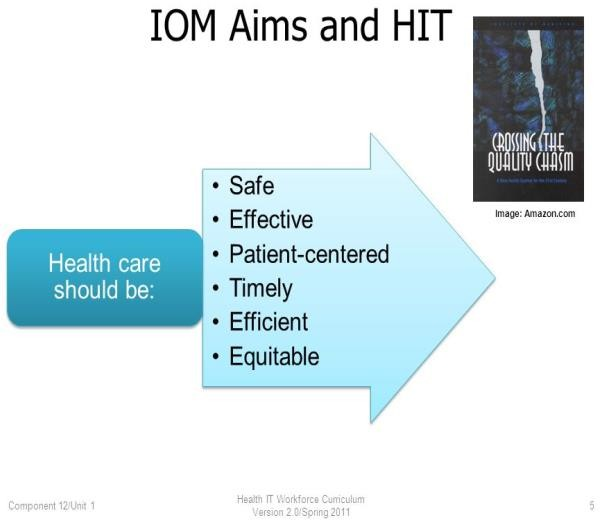 IOM Aims and HIT
INSTITUTE OF MEDICINE
CROSSING THE
QUALITY CHASM
A New Health System for the 21st Century
Image: Amazon.com
Health care
should be:
• Safe
• Effective
• Patient-centered
• Timely
• Efficient
• Equitable
Component 12/Unit 1
Health IT Workforce Curriculum
Version 2.0/Spring 2011
5